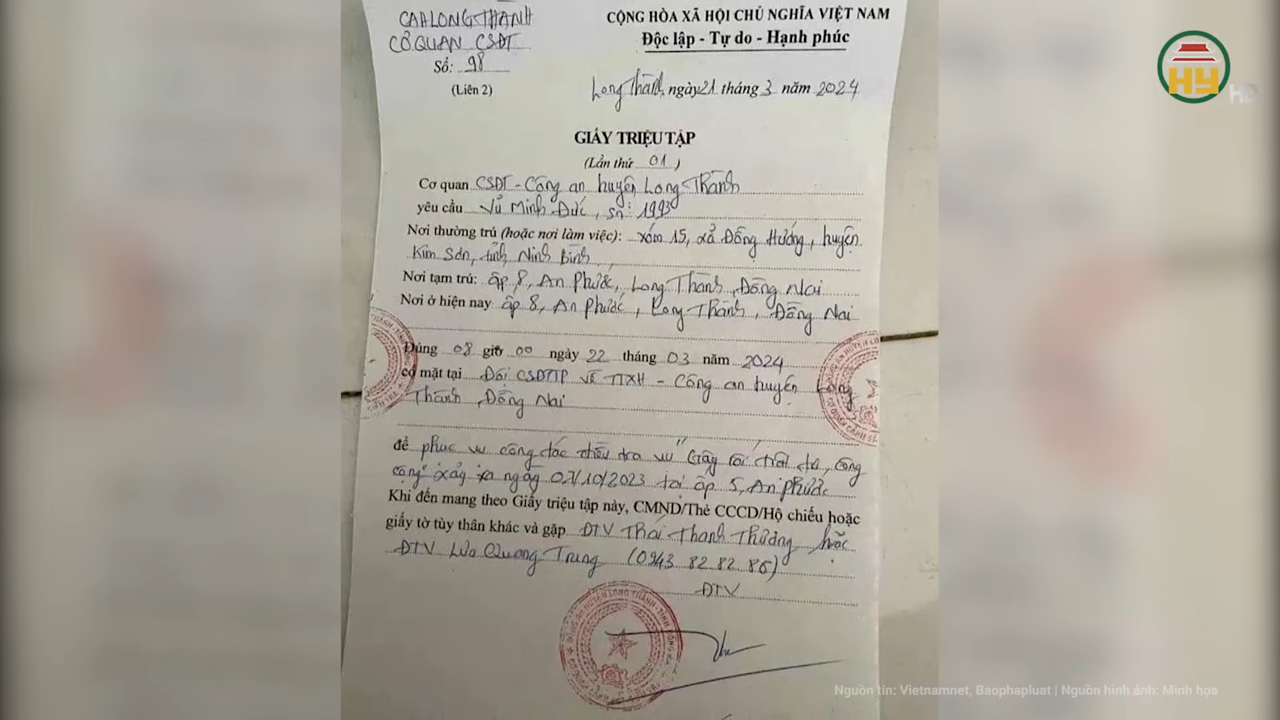 CAH LONG THÀNH
CƠ QUAN CSĐT
Số: 98
(Liên 2)
CỘNG HÒA XÃ HỘI CHỦ NGHĨA VIỆT NAM
Độc lập - Tự do - Hạnh phúc
Long Thành, ngày 21 tháng 3 năm 2024
HY
GIẤY TRIỆU TẬP
(Lần thứ 01)
Cơ quan CSĐT - Công an huyện Long Thành
yêu cầu Vũ Minh Đức, sn: 1993
Nơi thường trú (hoặc nơi làm việc): xóm 15, xã Đồng Hướng, huyện
Kim Sơn, tỉnh Ninh Bình
Nơi tạm trú: ấp 8, An Phước, Long Thành, Đồng Nai
Nơi ở hiện nay ấp 8, An Phước, Long Thành, Đồng Nai
Đúng 08 giờ 00 ngày 22 tháng 03 năm 2024
có mặt tại Đội CSĐTTP về TTXH - Công an huyện Long
Thành, Đồng Nai
để phục vụ công tác điều tra vụ "Gây rối trật tự công
cộng" xảy ra ngày 07/10/2023 tại ấp 5, An Phước
Khi đến mang theo Giấy triệu tập này, CMND/Thẻ CCCD/Hộ chiếu hoặc
giấy tờ tùy thân khác và gặp ĐTV Thái Thanh Thương hoặc
ĐTV Lưu Quang Trung (0943 82 82 86)
ĐTV
Nguồn tin: Vietnamnet, Baophapluat | Nguồn hình ảnh: Minh họa